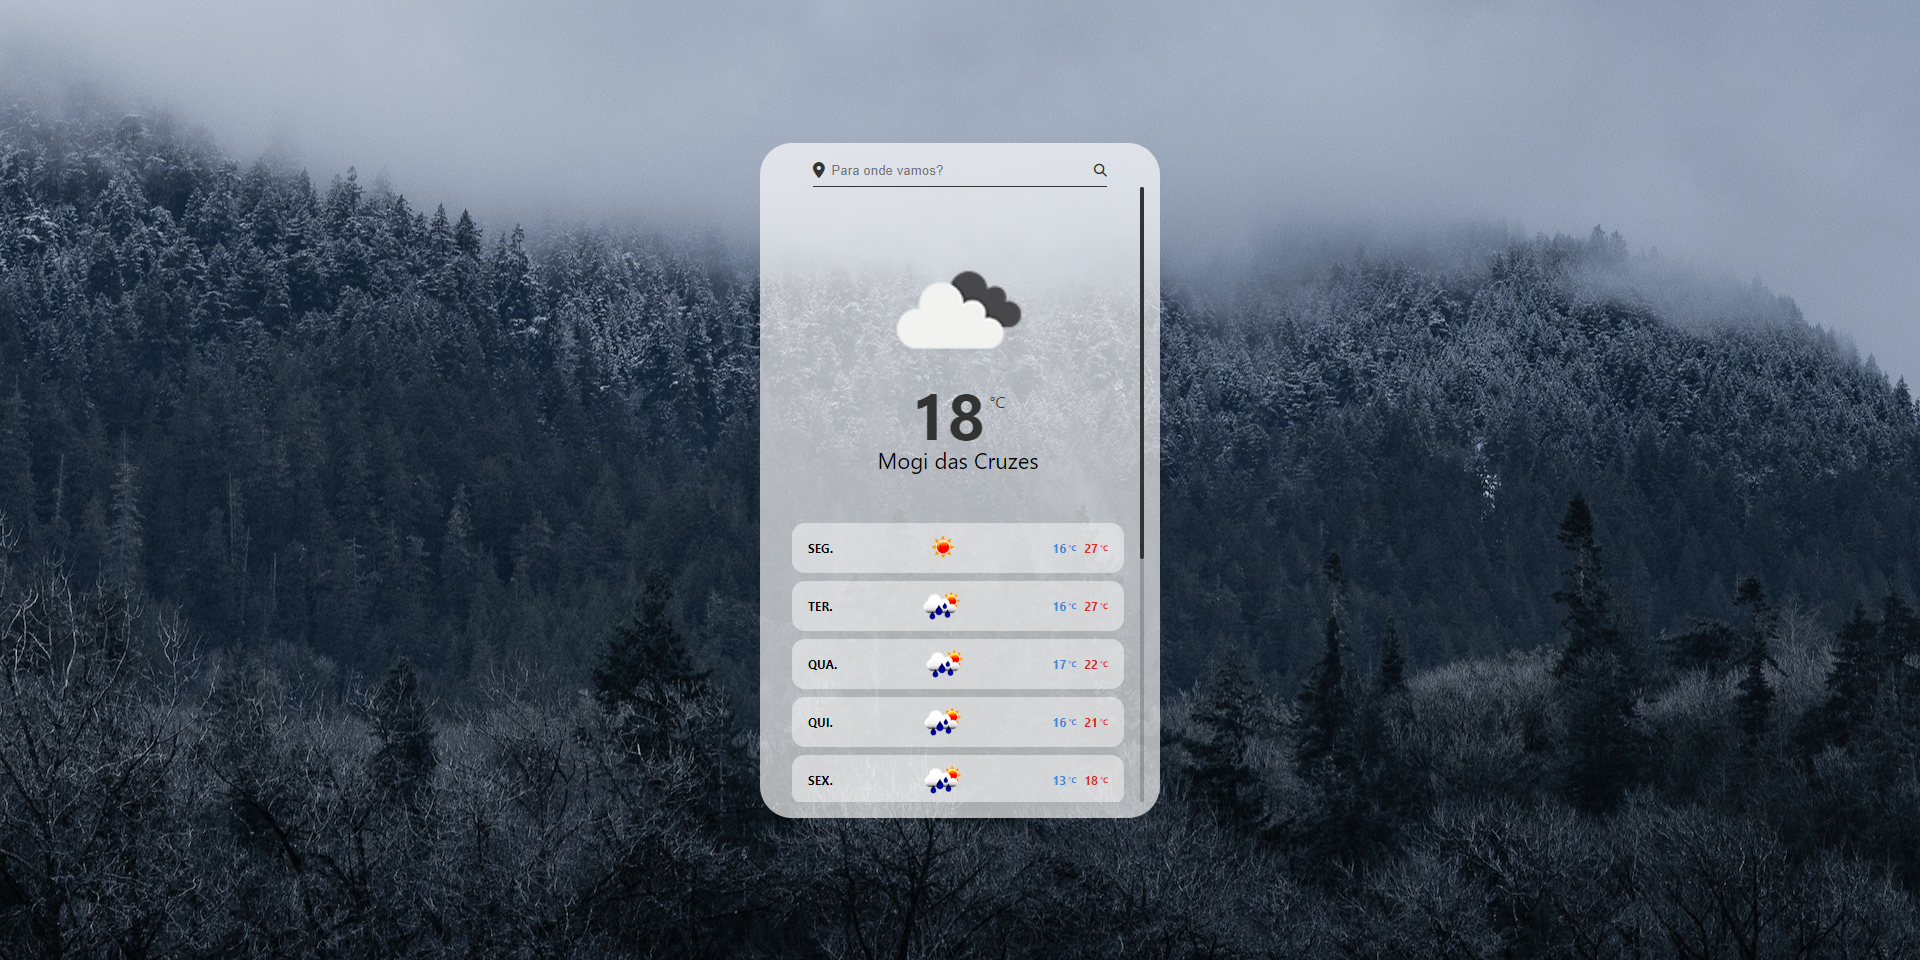 Para onde vamos?
18 °C
Mogi das Cruzes
SEG. 16 °C 27 °C
TER. 16 °C 27 °C
QUA. 17 °C 22 °C
QUI. 16 °C 21 °C
SEX. 13 °C 18 °C